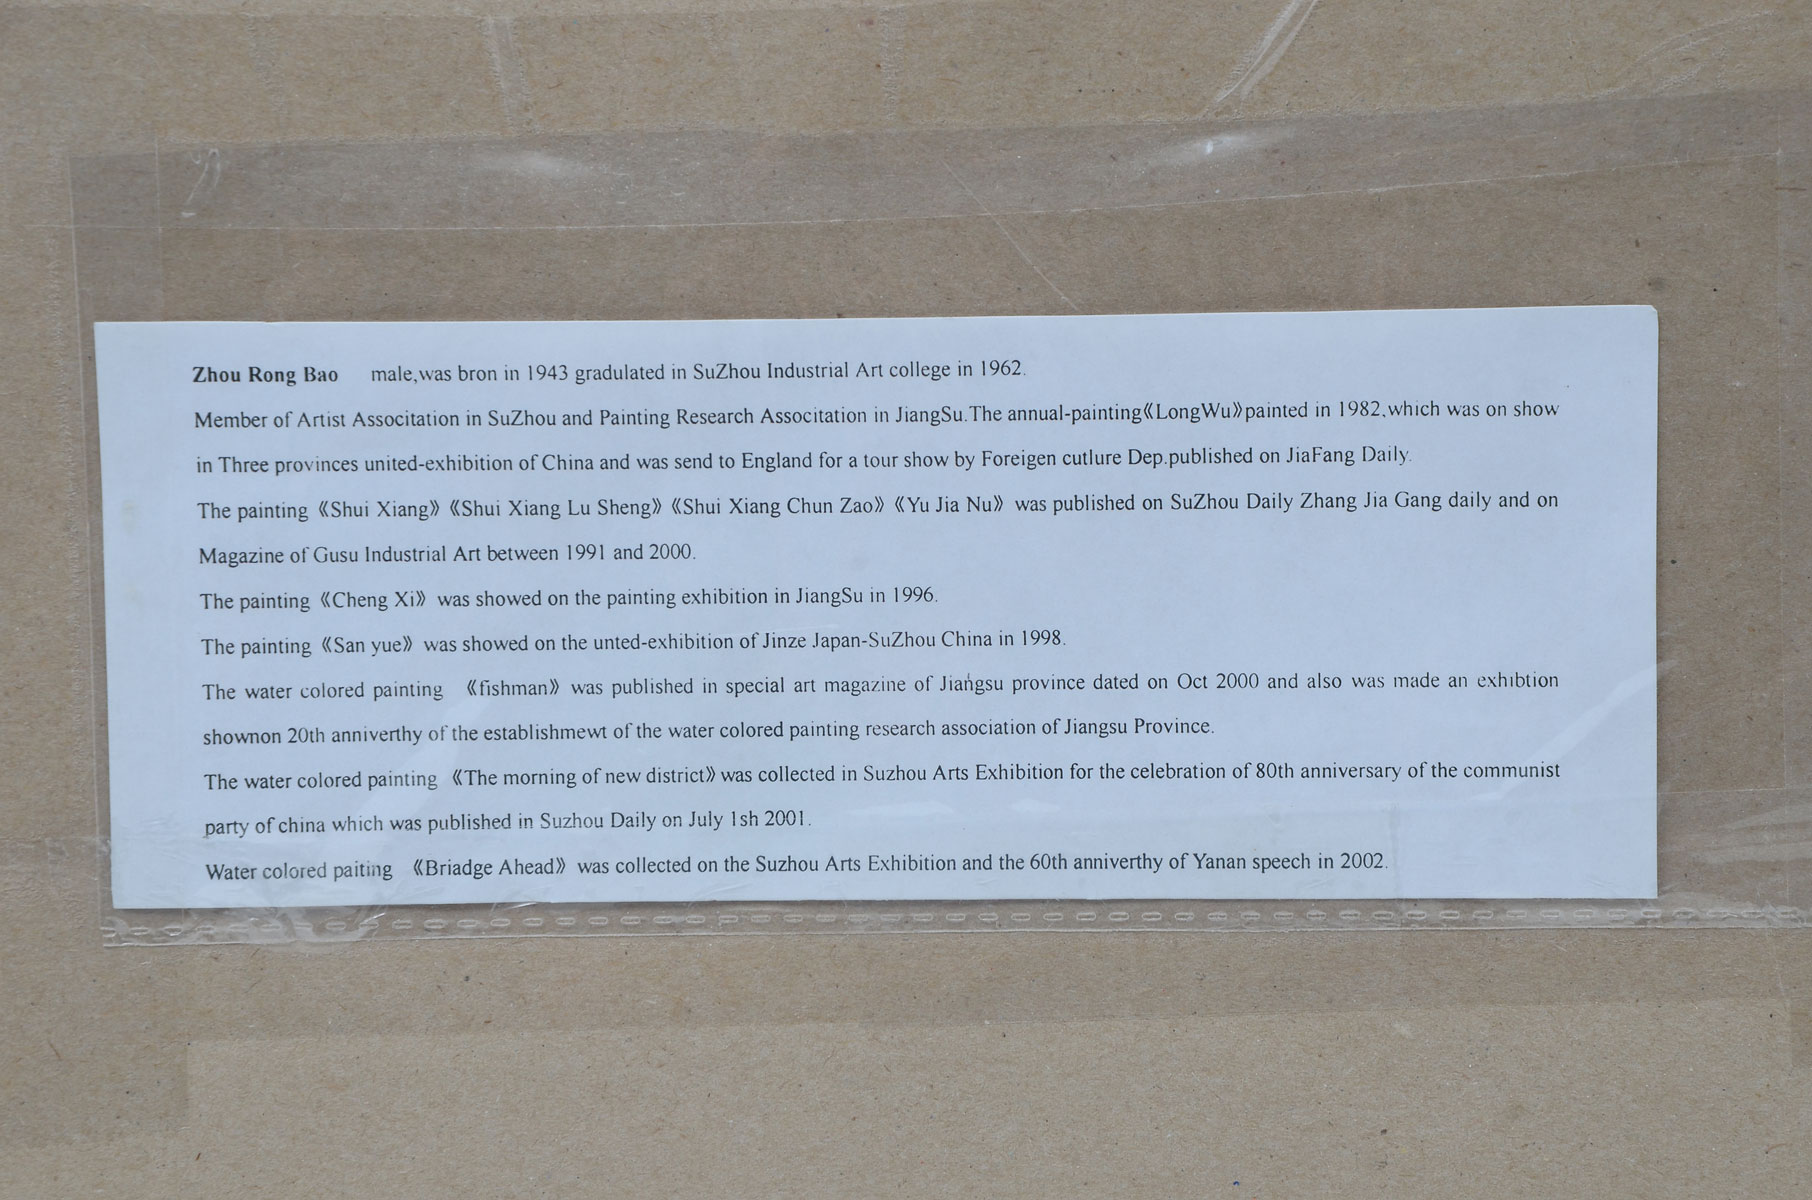 Zhou Rong Bao male,was bron in 1943 gradulated in SuZhou Industrial Art college in 1962.
Member of Artist Associtation in SuZhou and Painting Research Associtation in JiangSu.The annual-painting《LongWu》painted in 1982,which was on show
in Three provinces united-exhibition of China and was send to England for a tour show by Foreigen cutlure Dep.published on JiaFang Daily.
The painting 《Shui Xiang》 《Shui Xiang Lu Sheng》 《Shui Xiang Chun Zao》 《Yu Jia Nu》 was published on SuZhou Daily Zhang Jia Gang daily and on
Magazine of Gusu Industrial Art between 1991 and 2000.
The painting 《Cheng Xi》 was showed on the painting exhibition in JiangSu in 1996.
The painting 《San yue》 was showed on the unted-exhibition of Jinze Japan-SuZhou China in 1998.
The water colored painting 《fishman》 was published in special art magazine of Jiangsu province dated on Oct 2000 and also was made an exhibtion
shownon 20th anniverthy of the establishmewt of the water colored painting research association of Jiangsu Province.
The water colored painting 《The morning of new district》 was collected in Suzhou Arts Exhibition for the celebration of 80th anniversary of the communist
party of china which was published in Suzhou Daily on July 1sh 2001.
Water colored paiting 《Briadge Ahead》 was collected on the Suzhou Arts Exhibition and the 60th anniverthy of Yanan speech in 2002.